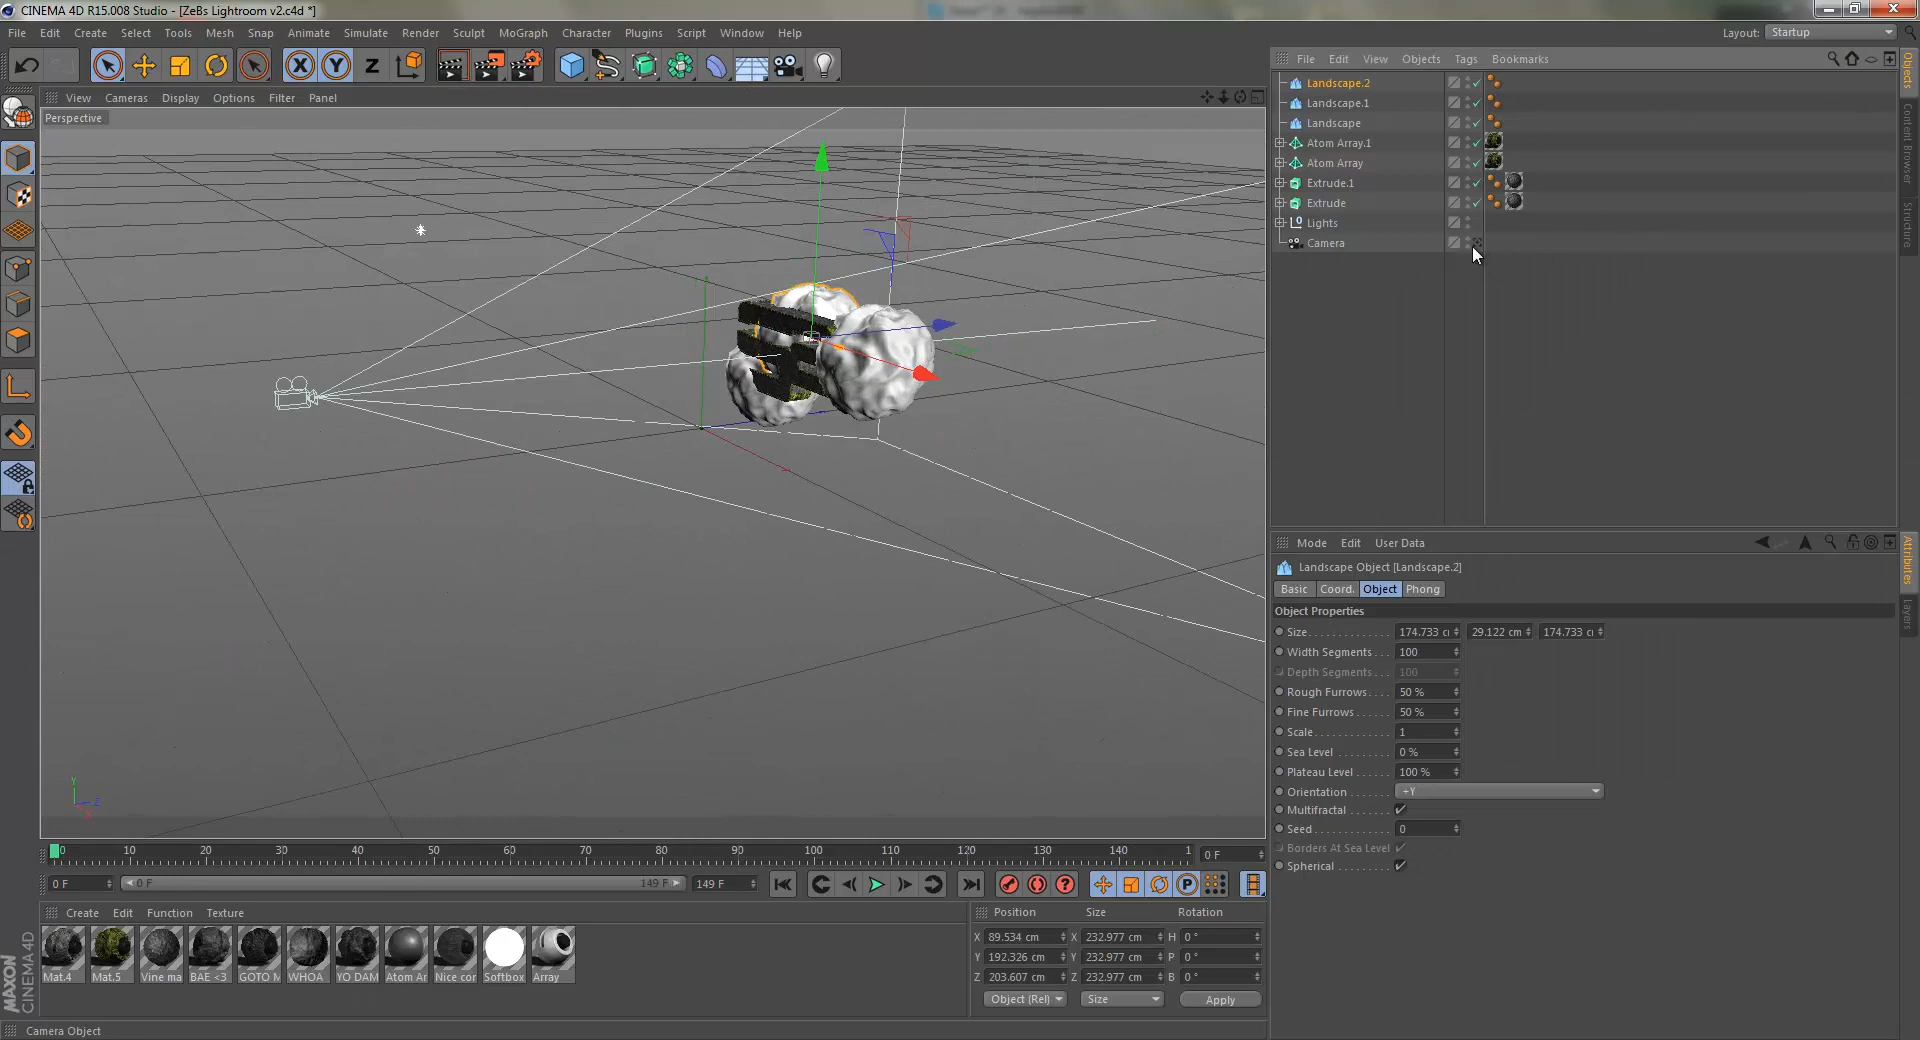 CINEMA 4D R15.008 Studio - [ZeBs Lightroom v2.c4d *]
File Edit Create Select Tools Mesh Snap Animate Simulate Render Sculpt MoGraph Character Plugins Script Window Help
Layout: Startup
File Edit View Objects Tags Bookmarks
View Cameras Display Options Filter Panel
Perspective
Landscape.2
Landscape.1
Landscape
Atom Array.1
Atom Array
Extrude.1
Extrude
Lights
Camera
Objects
Content Browser
Structure
Mode Edit User Data
Landscape Object [Landscape.2]
Basic Coord. Object Phong
Object Properties
Size 174.733 c 29.122 cm 174.733 c
Width Segments 100
Depth Segments 100
Rough Furrows 50 %
Fine Furrows 50 %
Scale 1
Sea Level 0 %
Plateau Level 100 %
Orientation +Y
Multifractal
Seed 0
Borders At Sea Level
Spherical
Attributes
Layers
Y
Z
X
0 10 20 30 40 50 60 70 80 90 100 110 120 130 140 1 0 F
0 F 0 F 149 F 149 F
Create Edit Function Texture
Mat.4 Mat.5 Vine ma BAE <3 GOTO M WHOA YO DAM Atom Ar Nice cor Softbox Array
Position Size Rotation
X 89.534 cm X 232.977 cm H 0 °
Y 192.326 cm Y 232.977 cm P 0 °
Z 203.607 cm Z 232.977 cm B 0 °
Object (Rel) Size Apply
MAXON
CINEMA 4D
Camera Object